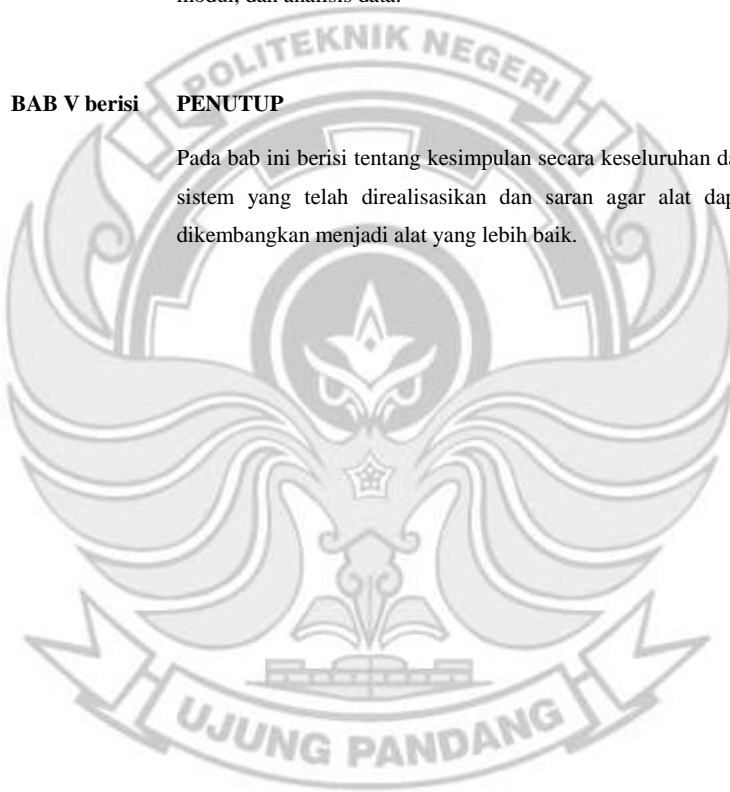 modul, dan analisis data.
POLITEKNIK NEGERI
BAB V berisi PENUTUP
Pada bab ini berisi tentang kesimpulan secara keseluruhan
sistem yang telah direalisasikan dan saran agar alat
dikembangkan menjadi alat yang lebih baik.
UJUNG PANDANG